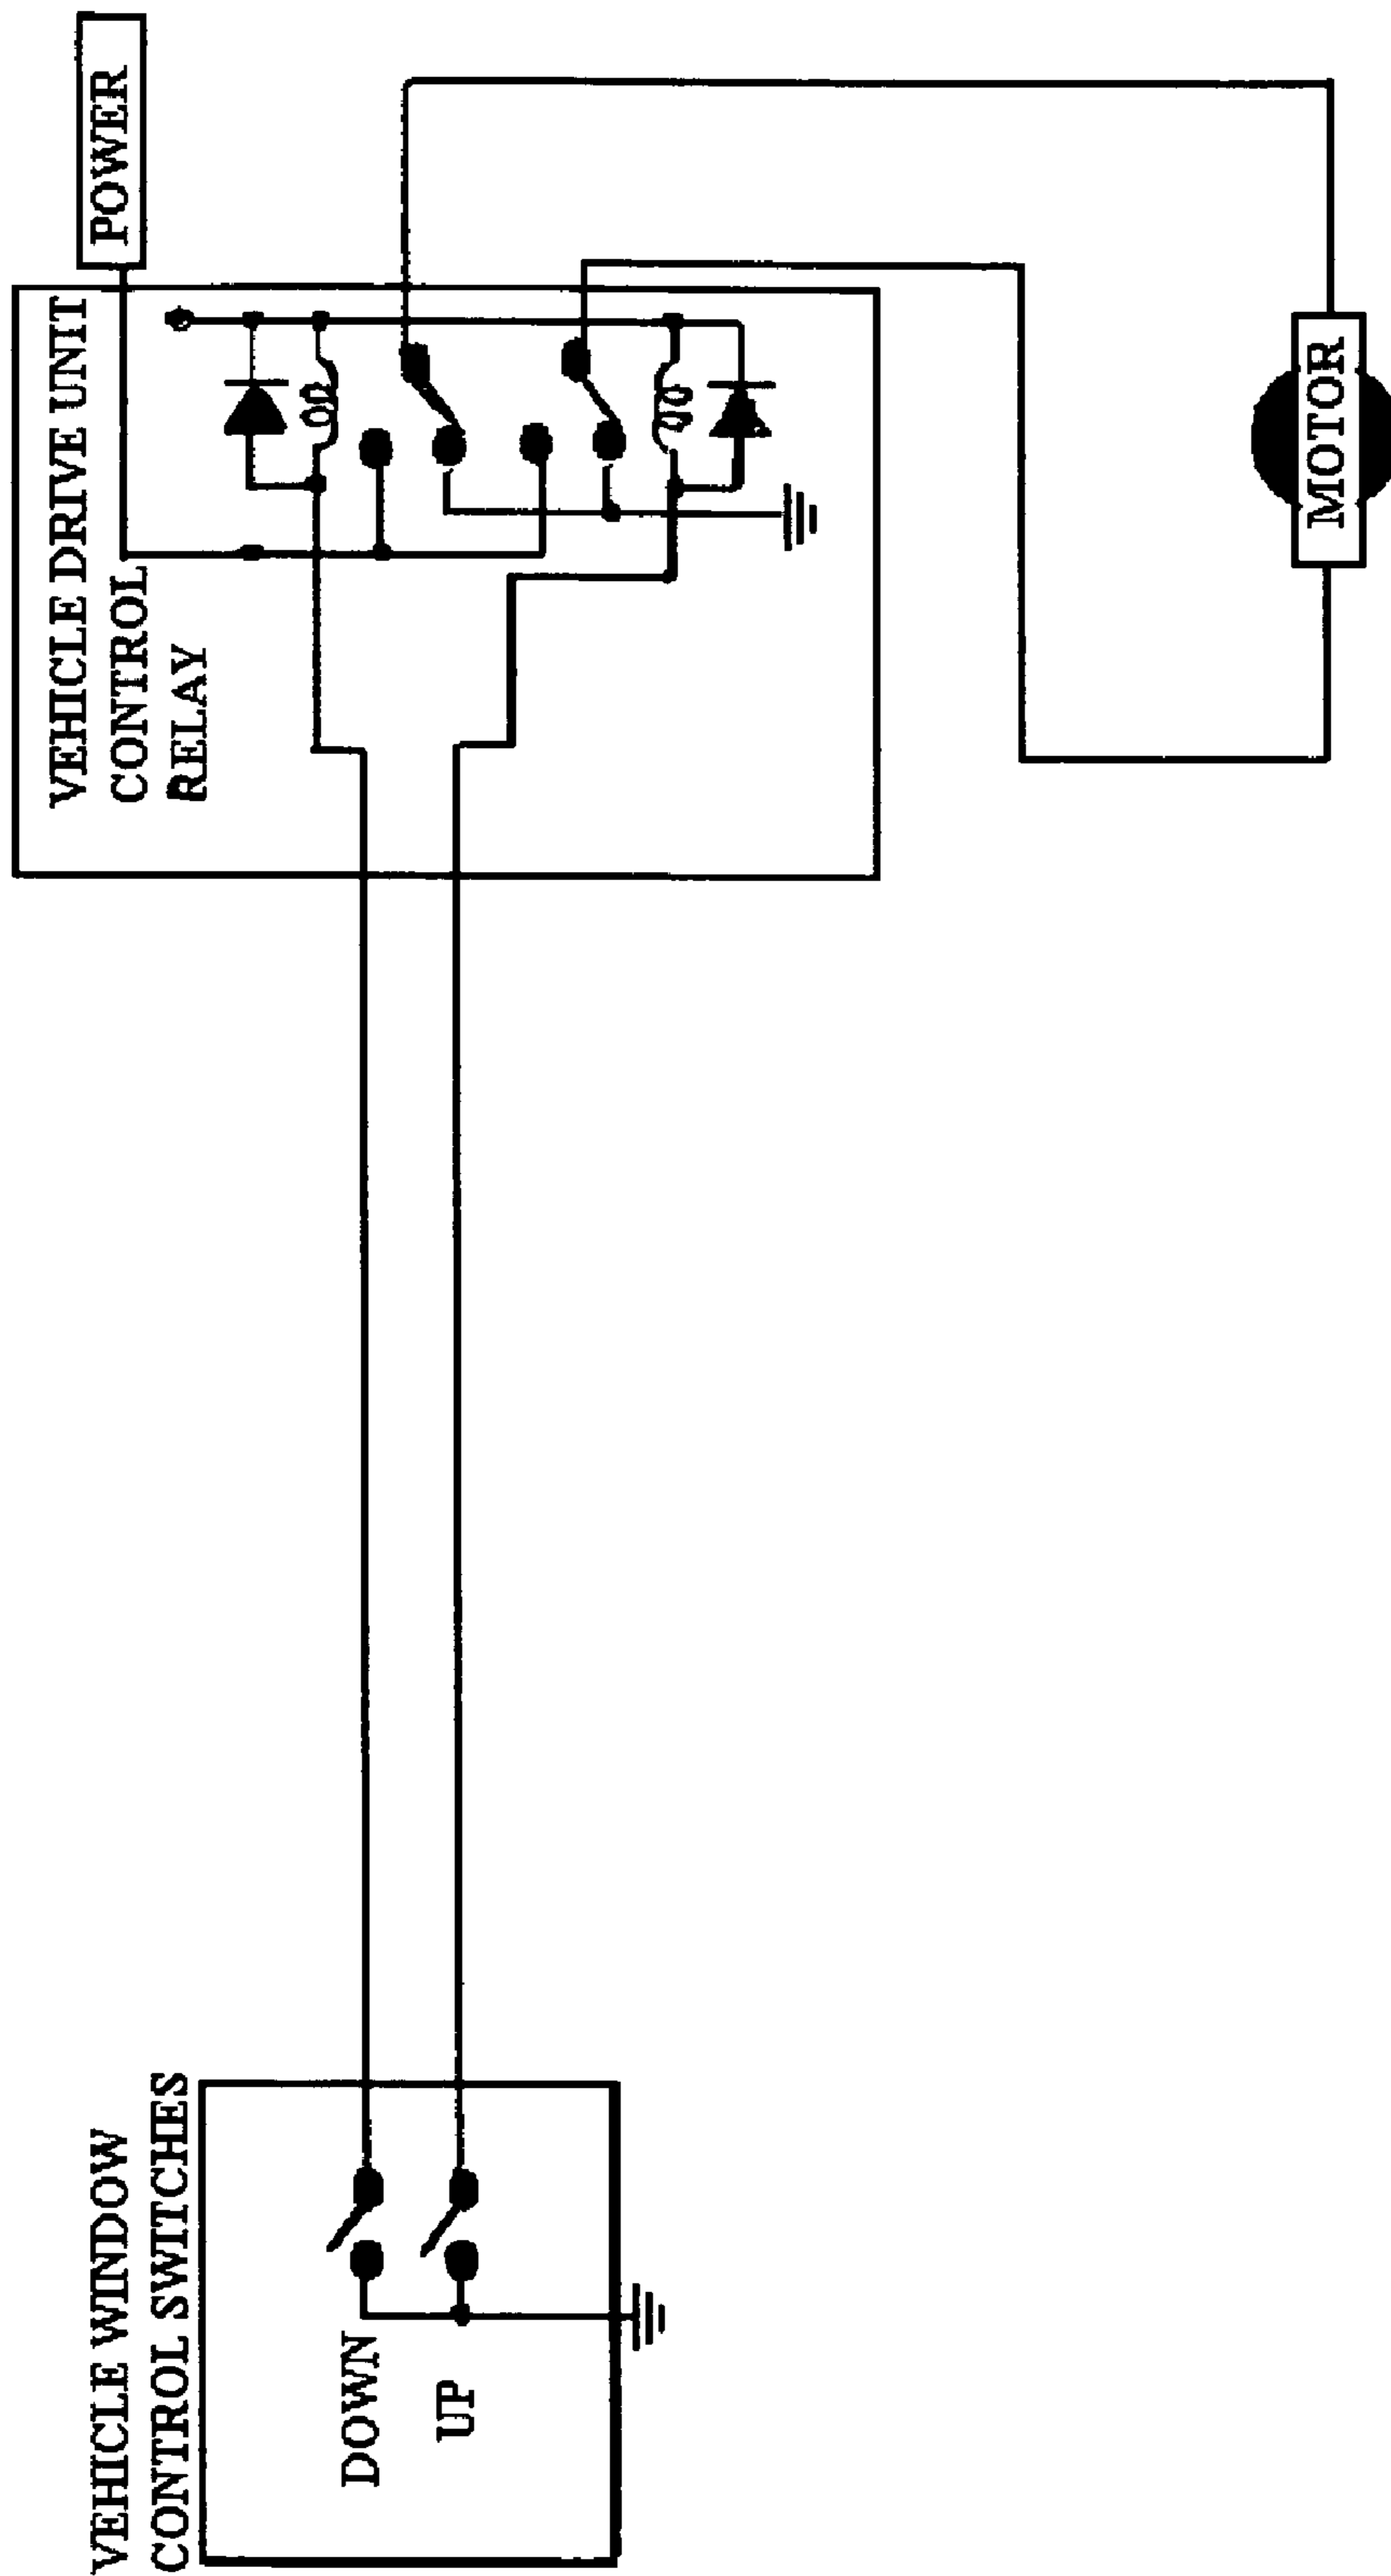 VEHICLE WINDOW
CONTROL SWITCHES
DOWN
UP
VEHICLE DRIVE UNIT
CONTROL
RELAY
POWER
MOTOR